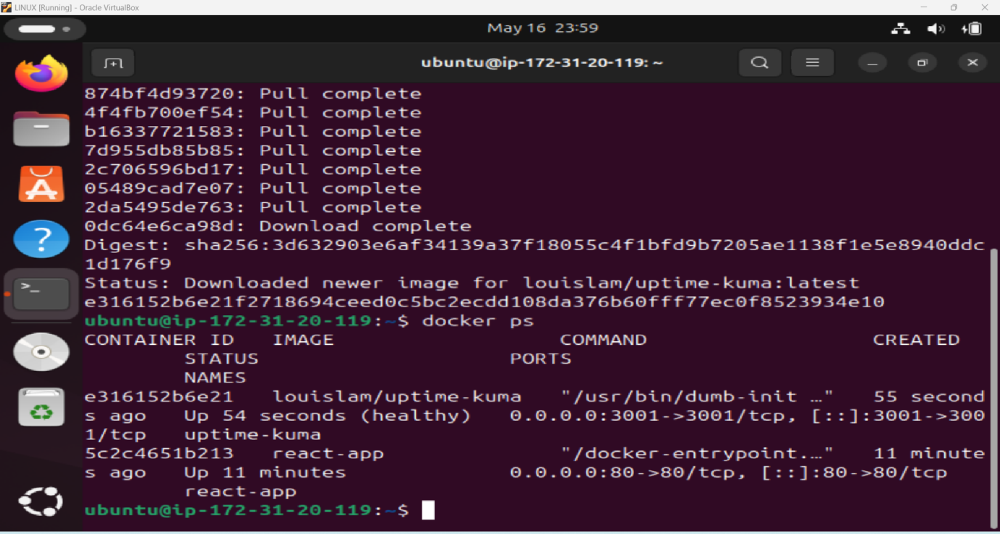 LINUX [Running] - Oracle VirtualBox
May 16 23:59
ubuntu@ip-172-31-20-119: ~
874bf4d93720: Pull complete
4f4fb700ef54: Pull complete
b16337721583: Pull complete
7d955db85b85: Pull complete
2c706596bd17: Pull complete
05489cad7e07: Pull complete
2da5495de763: Pull complete
0dc64e6ca98d: Download complete
Digest: sha256:3d632903e6af34139a37f18055c4f1bfd9b7205ae1138f1e5e8940ddc
1d176f9
Status: Downloaded newer image for louislam/uptime-kuma:latest
e316152b6e21f2718694ceed0c5bc2ecdd108da376b60fff77ec0f8523934e10
ubuntu@ip-172-31-20-119:~$ docker ps
CONTAINER ID   IMAGE                  COMMAND                  CREATED
        STATUS                    PORTS
        NAMES
e316152b6e21   louislam/uptime-kuma   "/usr/bin/dumb-init …"   55 second
s ago   Up 54 seconds (healthy)   0.0.0.0:3001->3001/tcp, [::]:3001->300
1/tcp   uptime-kuma
5c2c4651b213   react-app              "/docker-entrypoint.…"   11 minute
s ago   Up 11 minutes             0.0.0.0:80->80/tcp, [::]:80->80/tcp
        react-app
ubuntu@ip-172-31-20-119:~$